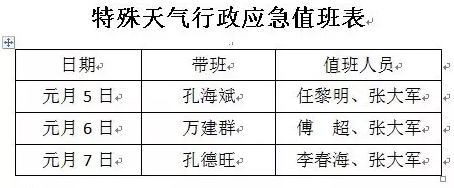 特殊天气行政应急值班表
日期 带班 值班人员
元月 5 日 孔海斌 任黎明、张大军
元月 6 日 万建群 傅　超、张大军
元月 7 日 孔德旺 李春海、张大军